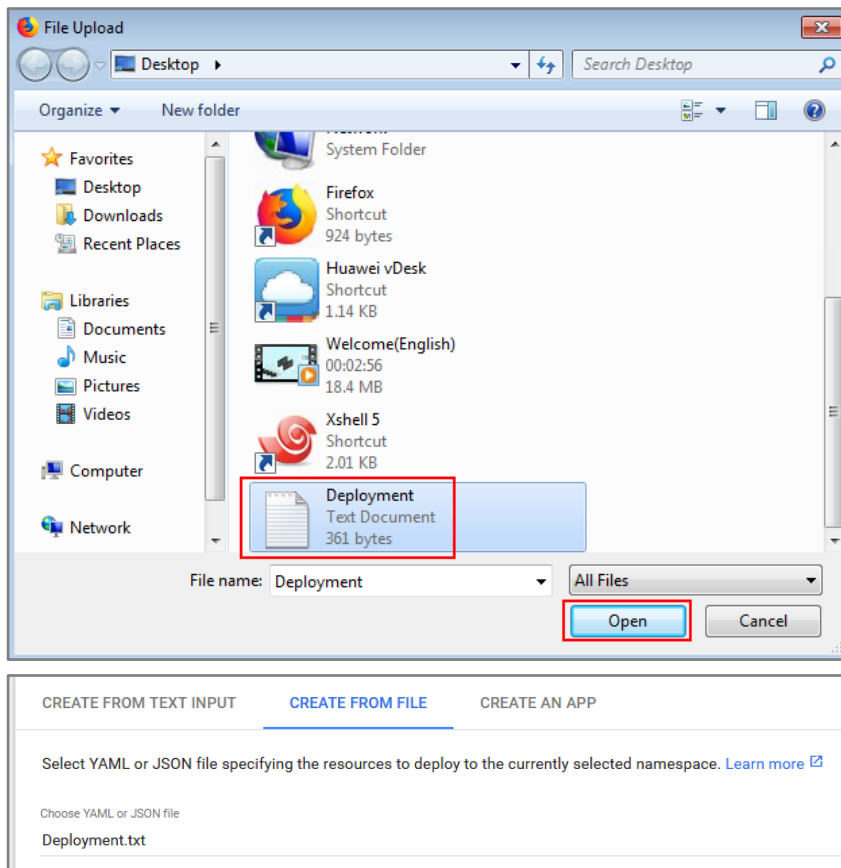 File Upload
Desktop
Search Desktop
Organize
New folder
Favorites
Desktop
Downloads
Recent Places
Libraries
Documents
Music
Pictures
Videos
Computer
Network
System Folder
Firefox
Shortcut
924 bytes
Huawei vDesk
Shortcut
1.14 KB
Welcome(English)
00:02:56
18.4 MB
Xshell 5
Shortcut
2.01 KB
Deployment
Text Document
361 bytes
File name: Deployment
All Files
Open
Cancel
CREATE FROM TEXT INPUT
CREATE FROM FILE
CREATE AN APP
Select YAML or JSON file specifying the resources to deploy to the currently selected namespace. Learn more
Choose YAML or JSON file
Deployment.txt